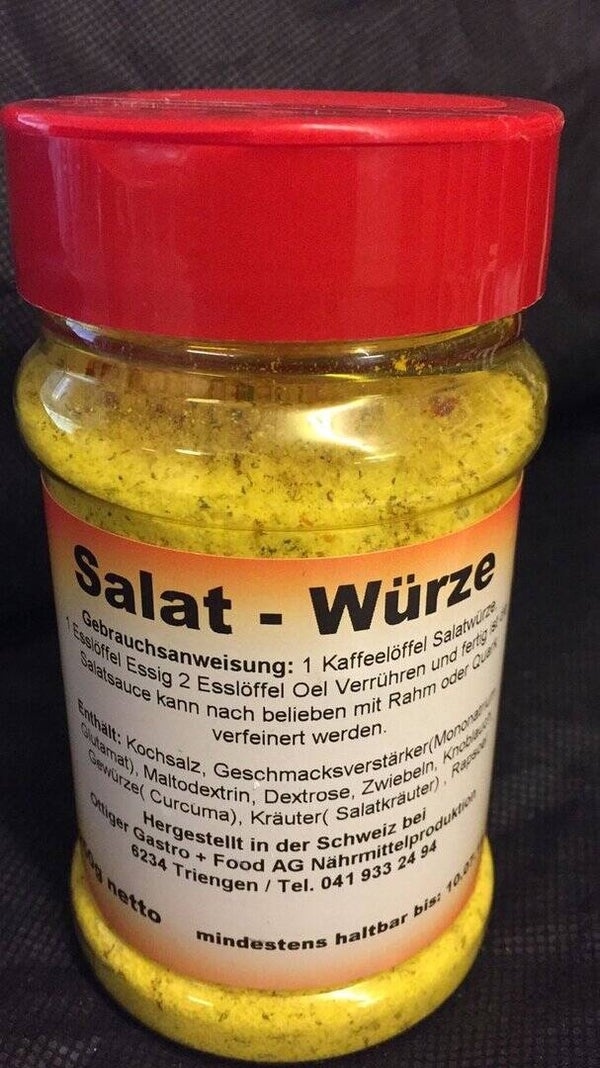 Salat - Würze
Gebrauchsanweisung: 1 Kaffeelöffel Salatwürze
1 Esslöffel Essig 2 Esslöffel Oel Verrühren und fertig ist
Salatsauce kann nach belieben mit Rahm oder Quark
verfeinert werden.
Enthält: Kochsalz, Geschmacksverstärker(Mononatrium
Glutamat), Maltodextrin, Dextrose, Zwiebeln, Knoblauch
Gewürze( Curcuma), Kräuter( Salatkräuter) ,
Hergestellt in der Schweiz bei
Ottiger Gastro + Food AG Nährmittelproduktion
6234 Triengen / Tel. 041 933 24 94
netto
mindestens haltbar bis: 10.07